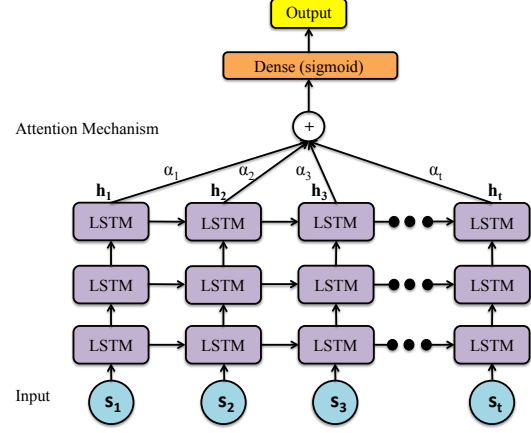 Output
Dense (sigmoid)
+
Attention Mechanism
α1 α2 α3 αt
h1 h2 h3 ht
LSTM LSTM LSTM LSTM
LSTM LSTM LSTM LSTM
LSTM LSTM LSTM LSTM
Input s1 s2 s3 st